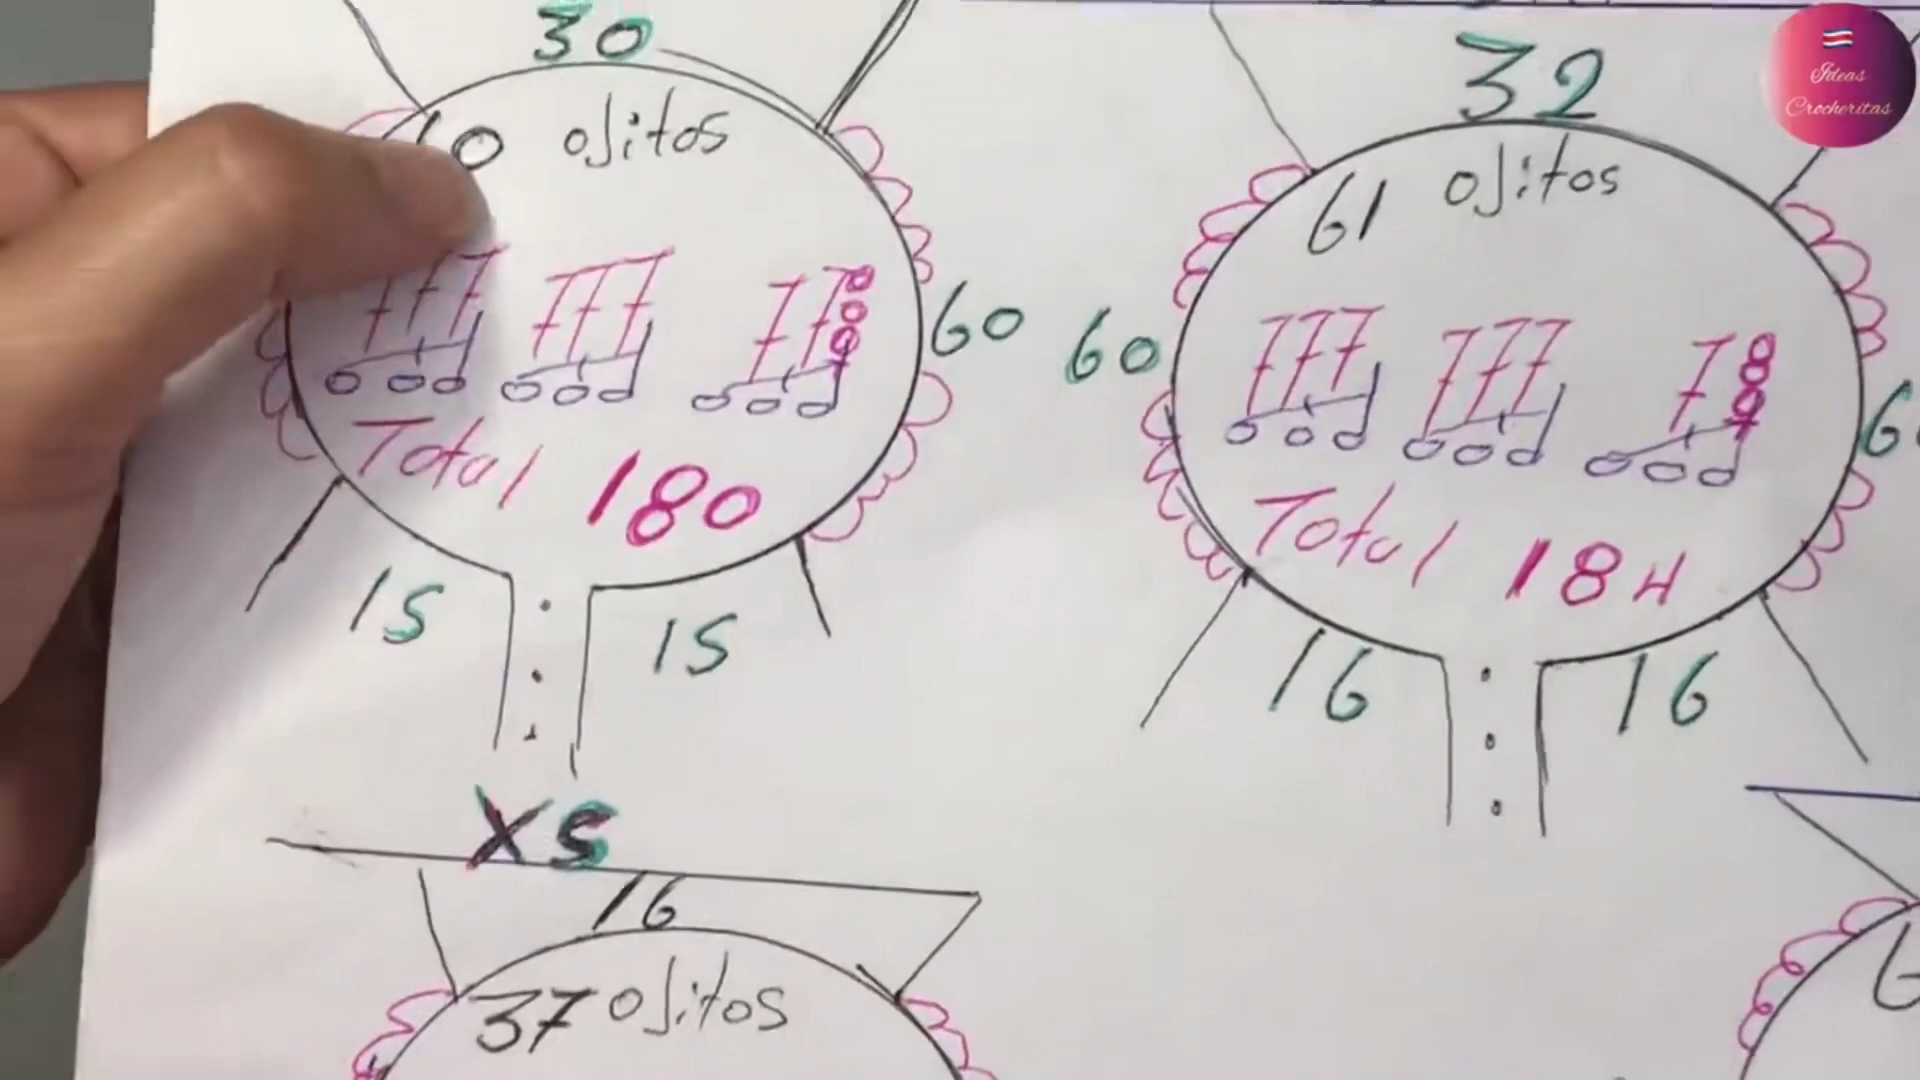 30
ojitos
60
Total 180
15
15
XS
32
61 ojitos
60
Total 184
16
16
16
37 ojitos
Ideas
Crocheritas